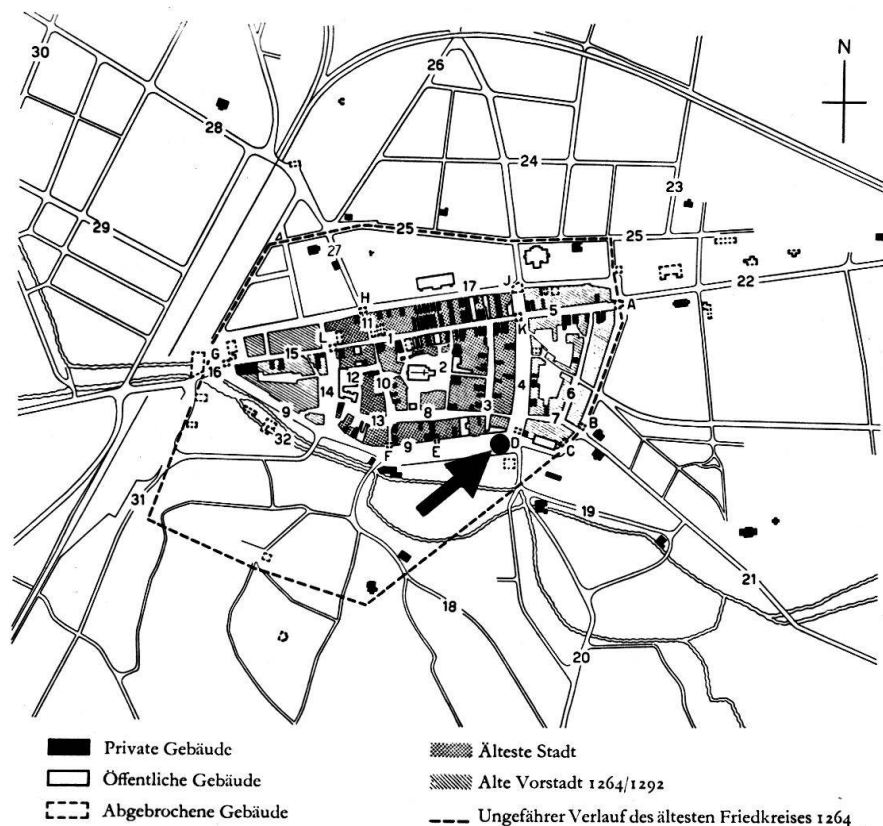 30
26
N
28
24
23
29
25
25
27
22
H
17
J
5
A
11
L
1
K
G
15
2
16
12
10
4
6
14
3
9
13
8
7
B
32
9
D
F
E
C
31
19
21
18
20
Private Gebäude
Öffentliche Gebäude
Abgebrochene Gebäude
Älteste Stadt
Alte Vorstadt 1264/1292
Ungefährer Verlauf des ältesten Friedkreises 1264